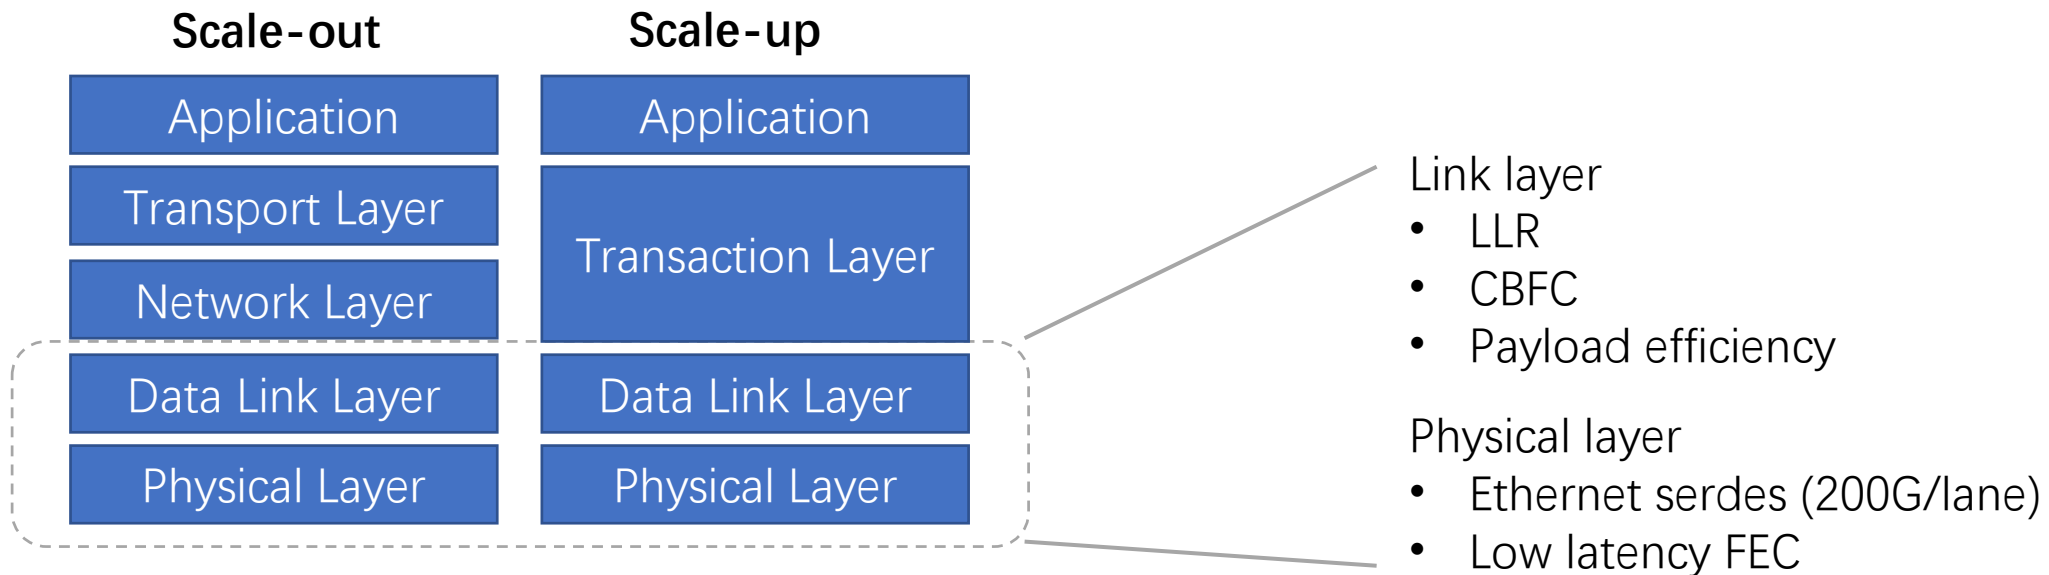 Scale-out
Scale-up
Application
Transport Layer
Network Layer
Data Link Layer
Physical Layer
Application
Transaction Layer
Data Link Layer
Physical Layer
Link layer
• LLR
• CBFC
• Payload efficiency
Physical layer
• Ethernet serdes (200G/lane)
• Low latency FEC